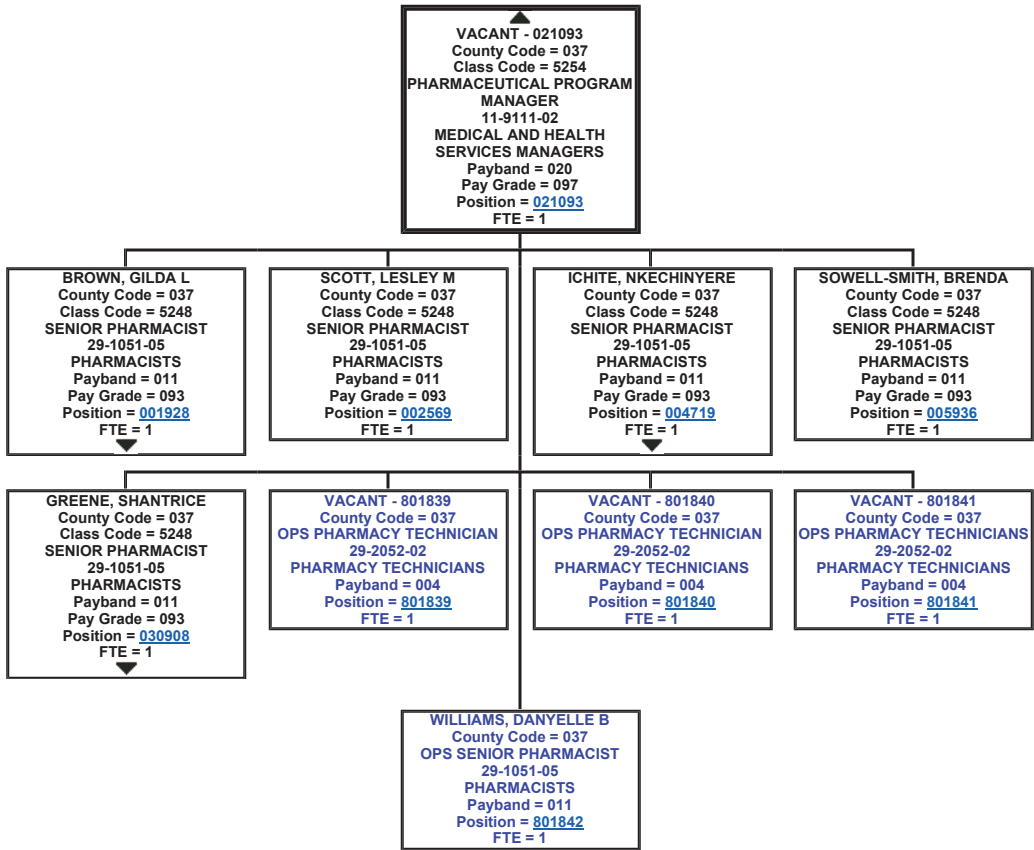 VACANT - 021093
County Code = 037
Class Code = 5254
PHARMACEUTICAL PROGRAM
MANAGER
11-9111-02
MEDICAL AND HEALTH
SERVICES MANAGERS
Payband = 020
Pay Grade = 097
Position = 021093
FTE = 1
BROWN, GILDA L
County Code = 037
Class Code = 5248
SENIOR PHARMACIST
29-1051-05
PHARMACISTS
Payband = 011
Pay Grade = 093
Position = 001928
FTE = 1
SCOTT, LESLEY M
County Code = 037
Class Code = 5248
SENIOR PHARMACIST
29-1051-05
PHARMACISTS
Payband = 011
Pay Grade = 093
Position = 002569
FTE = 1
ICHITE, NKECHINYERE
County Code = 037
Class Code = 5248
SENIOR PHARMACIST
29-1051-05
PHARMACISTS
Payband = 011
Pay Grade = 093
Position = 004719
FTE = 1
SOWELL-SMITH, BRENDA
County Code = 037
Class Code = 5248
SENIOR PHARMACIST
29-1051-05
PHARMACISTS
Payband = 011
Pay Grade = 093
Position = 005936
FTE = 1
GREENE, SHANTRICE
County Code = 037
Class Code = 5248
SENIOR PHARMACIST
29-1051-05
PHARMACISTS
Payband = 011
Pay Grade = 093
Position = 030908
FTE = 1
VACANT - 801839
County Code = 037
OPS PHARMACY TECHNICIAN
29-2052-02
PHARMACY TECHNICIANS
Payband = 004
Position = 801839
FTE = 1
VACANT - 801840
County Code = 037
OPS PHARMACY TECHNICIAN
29-2052-02
PHARMACY TECHNICIANS
Payband = 004
Position = 801840
FTE = 1
VACANT - 801841
County Code = 037
OPS PHARMACY TECHNICIANS
29-2052-02
PHARMACY TECHNICIANS
Payband = 004
Position = 801841
FTE = 1
WILLIAMS, DANYELLE B
County Code = 037
OPS SENIOR PHARMACIST
29-1051-05
PHARMACISTS
Payband = 011
Position = 801842
FTE = 1